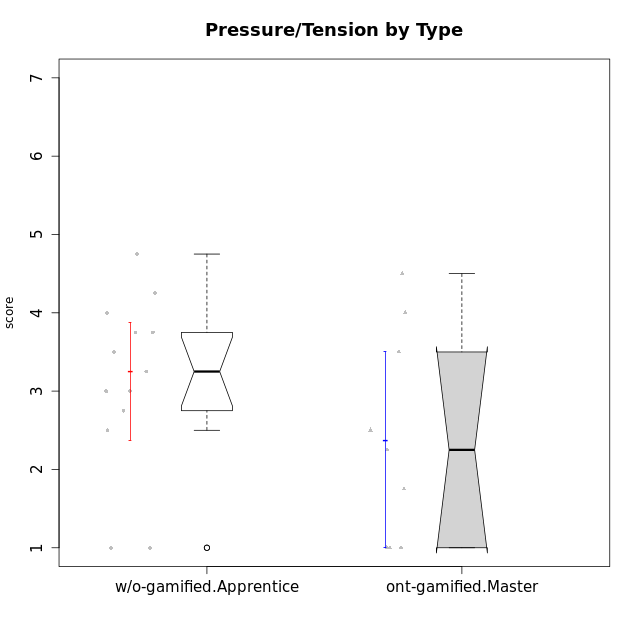 Pressure/Tension by Type
7
6
5
4
3
2
1
score
w/o-gamified.Apprentice
ont-gamified.Master